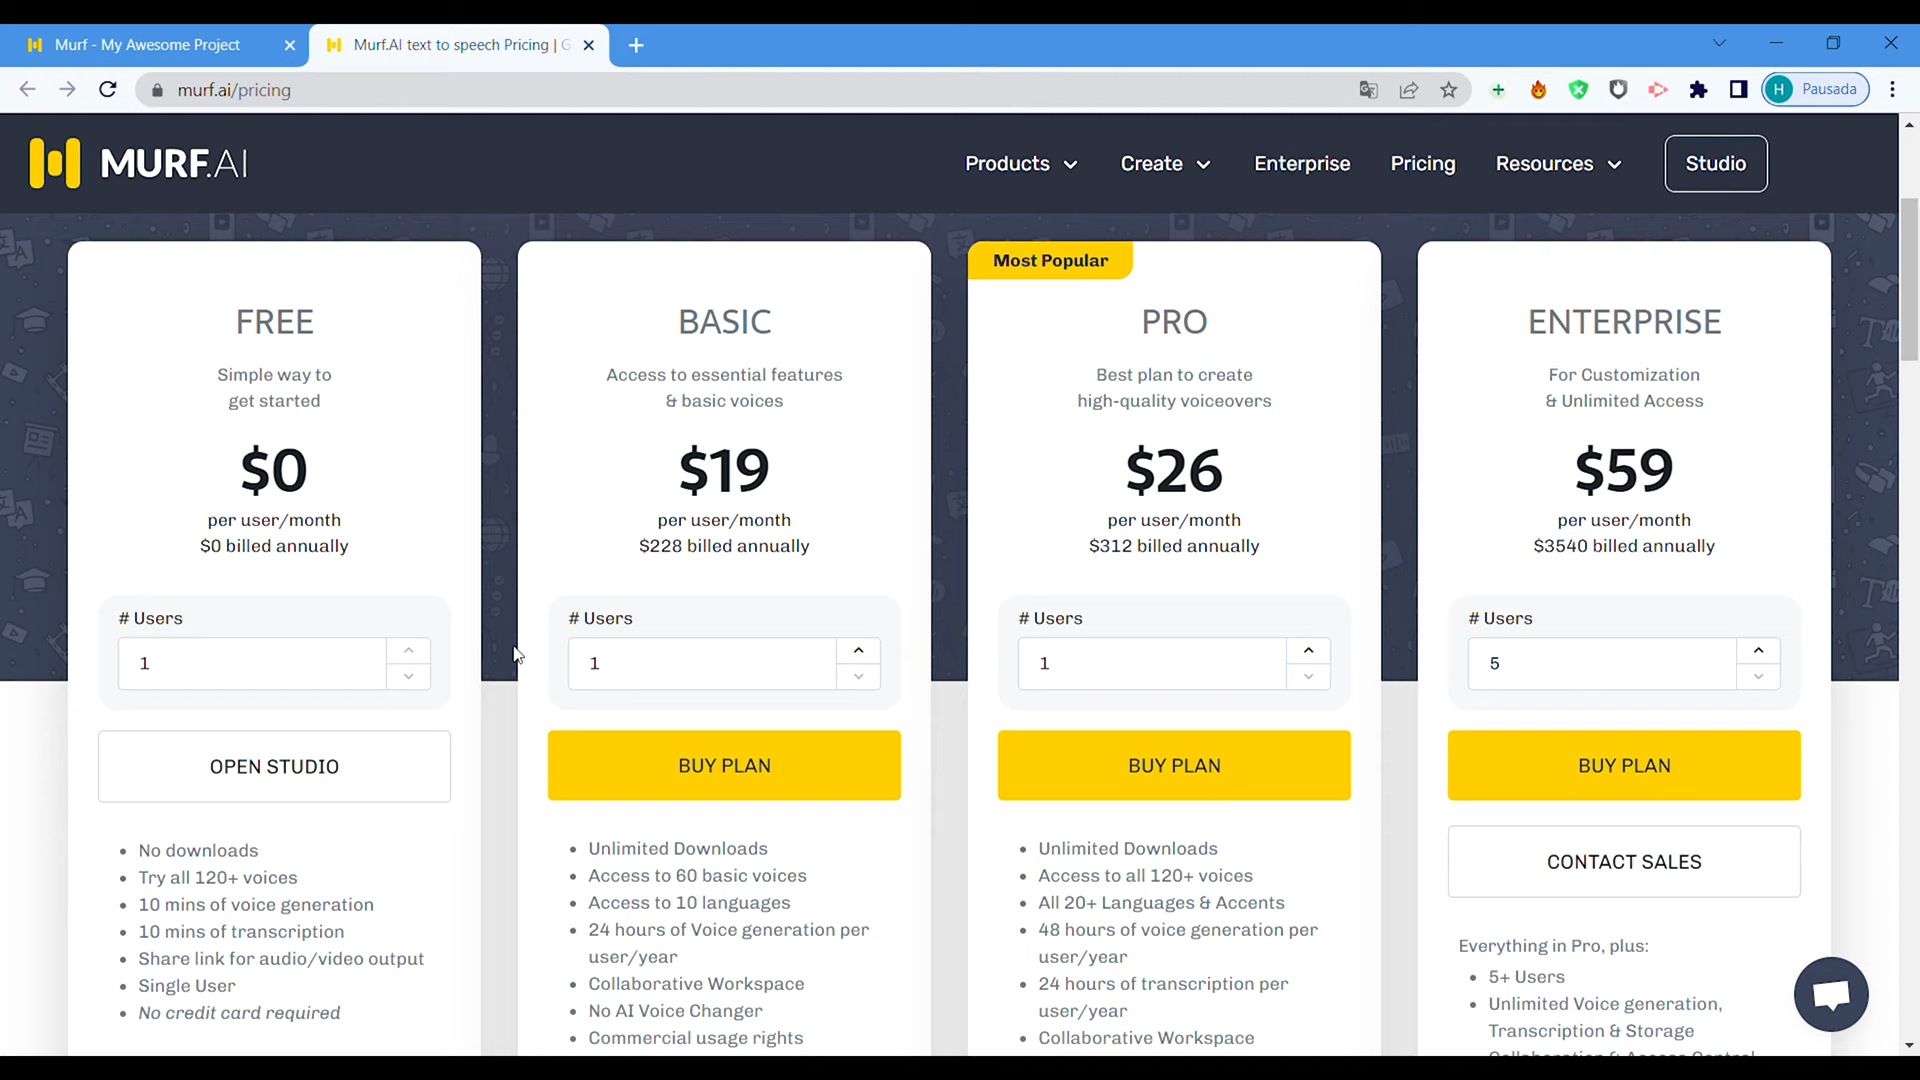 Murf - My Awesome Project
Murf.AI text to speech Pricing | G
murf.ai/pricing
H
Pausada
MURF.AI
Products
Create
Enterprise
Pricing
Resources
Studio
FREE
Simple way to
get started
$0
per user/month
$0 billed annually
# Users
1
OPEN STUDIO
• No downloads
• Try all 120+ voices
• 10 mins of voice generation
• 10 mins of transcription
• Share link for audio/video output
• Single User
• No credit card required
BASIC
Access to essential features
& basic voices
$19
per user/month
$228 billed annually
# Users
1
BUY PLAN
• Unlimited Downloads
• Access to 60 basic voices
• Access to 10 languages
• 24 hours of Voice generation per
user/year
• Collaborative Workspace
• No AI Voice Changer
• Commercial usage rights
Most Popular
PRO
Best plan to create
high-quality voiceovers
$26
per user/month
$312 billed annually
# Users
1
BUY PLAN
• Unlimited Downloads
• Access to all 120+ voices
• All 20+ Languages & Accents
• 48 hours of voice generation per
user/year
• 24 hours of transcription per
user/year
• Collaborative Workspace
ENTERPRISE
For Customization
& Unlimited Access
$59
per user/month
$3540 billed annually
# Users
5
BUY PLAN
CONTACT SALES
Everything in Pro, plus:
• 5+ Users
• Unlimited Voice generation,
Transcription & Storage